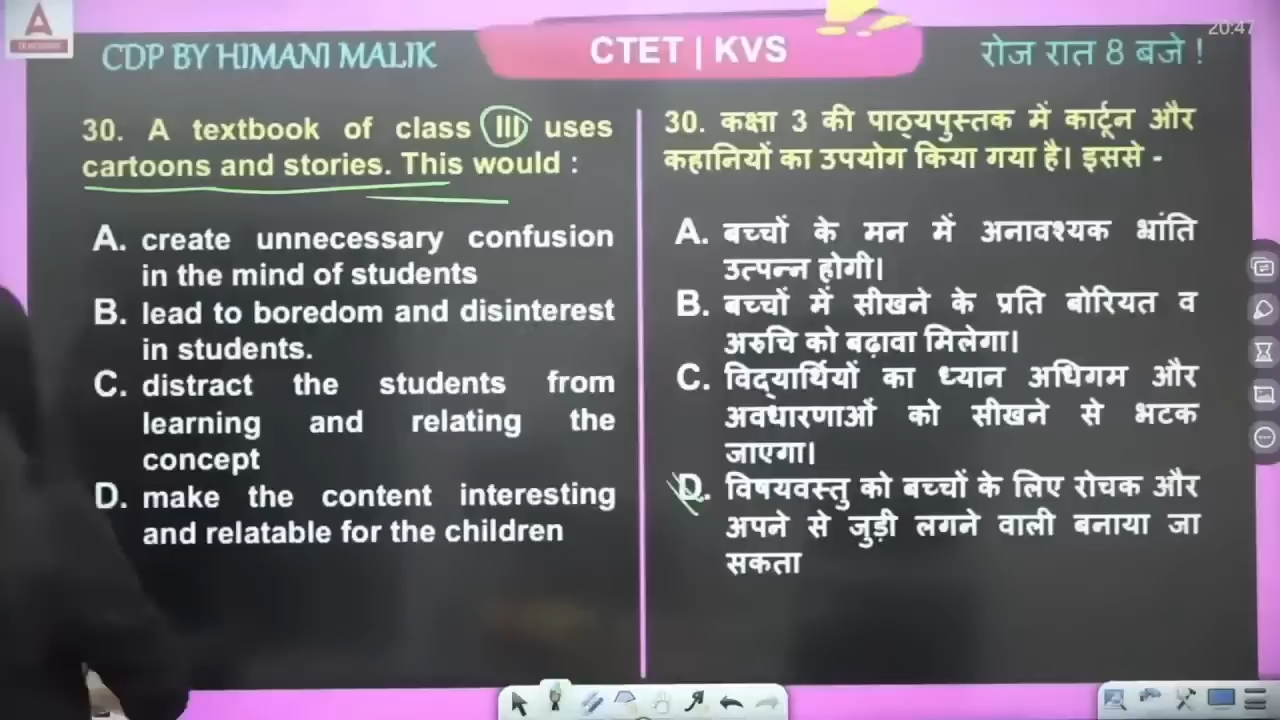 A
CDP BY HIMANI MALIK
CTET | KVS
20:47
रोज रात 8 बजे !
30. A textbook of class III uses
cartoons and stories. This would :
A. create unnecessary confusion
in the mind of students
B. lead to boredom and disinterest
in students.
C. distract the students from
learning and relating the
concept
D. make the content interesting
and relatable for the children
30. कक्षा 3 की पाठ्यपुस्तक में कार्टून और
कहानियों का उपयोग किया गया है। इससे -
A. बच्चों के मन में अनावश्यक भांति
उत्पन्न होगी।
B. बच्चों में सीखने के प्रति बोरियत व
अरुचि को बढ़ावा मिलेगा।
C. विद्यार्थियों का ध्यान अधिगम और
अवधारणाओं को सीखने से भटक
जाएगा।
D. विषयवस्तु को बच्चों के लिए रोचक और
अपने से जुड़ी लगने वाली बनाया जा
सकता